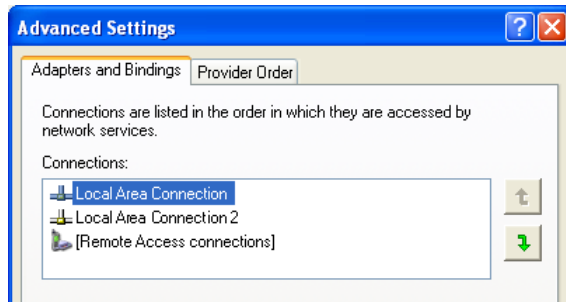 Advanced Settings
Adapters and Bindings
Provider Order
Connections are listed in the order in which they are accessed by
network services.
Connections:
Local Area Connection
Local Area Connection 2
[Remote Access connections]